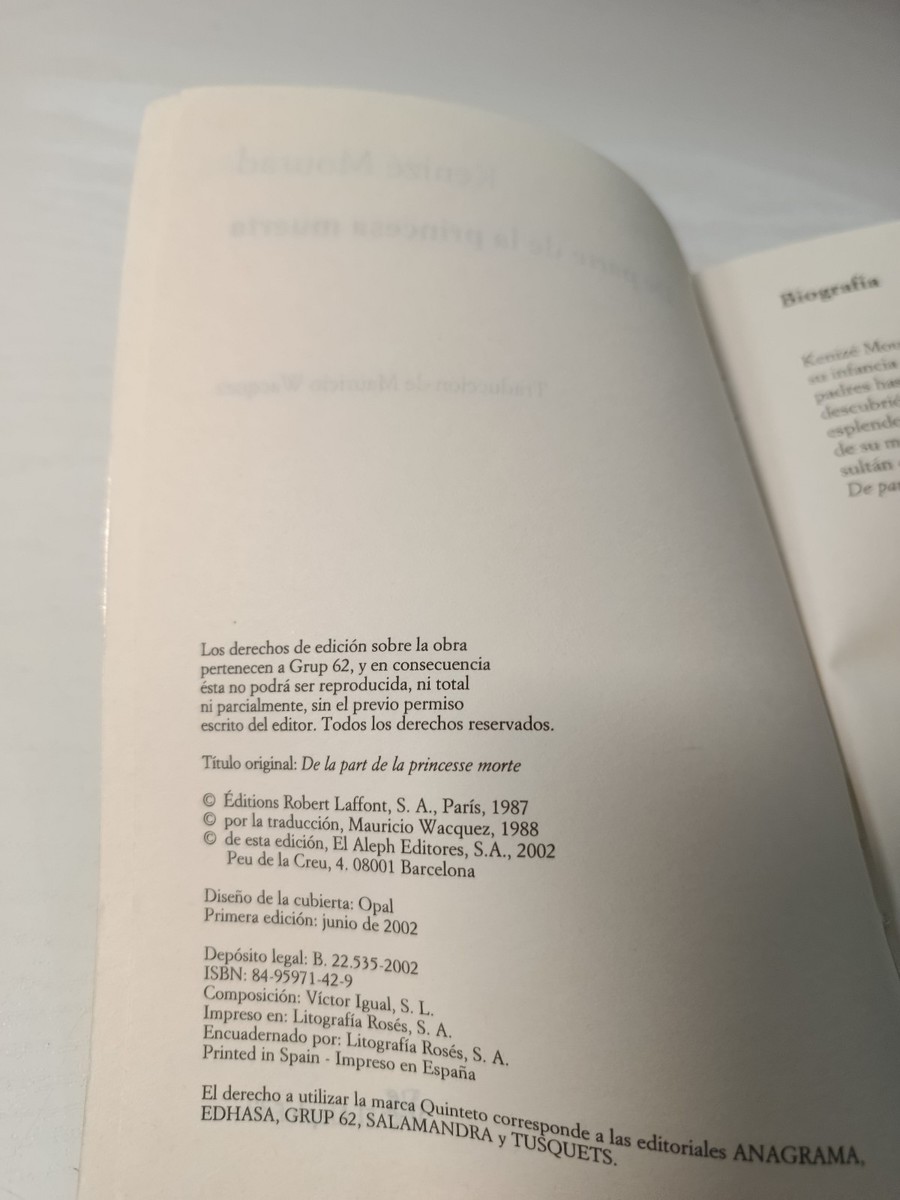 Los derechos de edición sobre la obra
pertenecen a Grup 62, y en consecuencia
ésta no podrá ser reproducida, ni total
ni parcialmente, sin el previo permiso
escrito del editor. Todos los derechos reservados.
Título original: De la part de la princesse morte
© Éditions Robert Laffont, S. A., París, 1987
© por la traducción, Mauricio Wacquez, 1988
© de esta edición, El Aleph Editores, S.A., 2002
Peu de la Creu, 4. 08001 Barcelona
Diseño de la cubierta: Opal
Primera edición: junio de 2002
Depósito legal: B. 22.535-2002
ISBN: 84-95971-42-9
Composición: Víctor Igual, S. L.
Impreso en: Litografía Rosés, S. A.
Encuadernado por: Litografía Rosés, S. A.
Printed in Spain - Impreso en España
El derecho a utilizar la marca Quinteto corresponde a las editoriales ANAGRAMA,
EDHASA, GRUP 62, SALAMANDRA y TUSQUETS.
Biografía
Kenizé Mou
su infancia
padres has
descubrié
esplende
de su m
sultán
De par